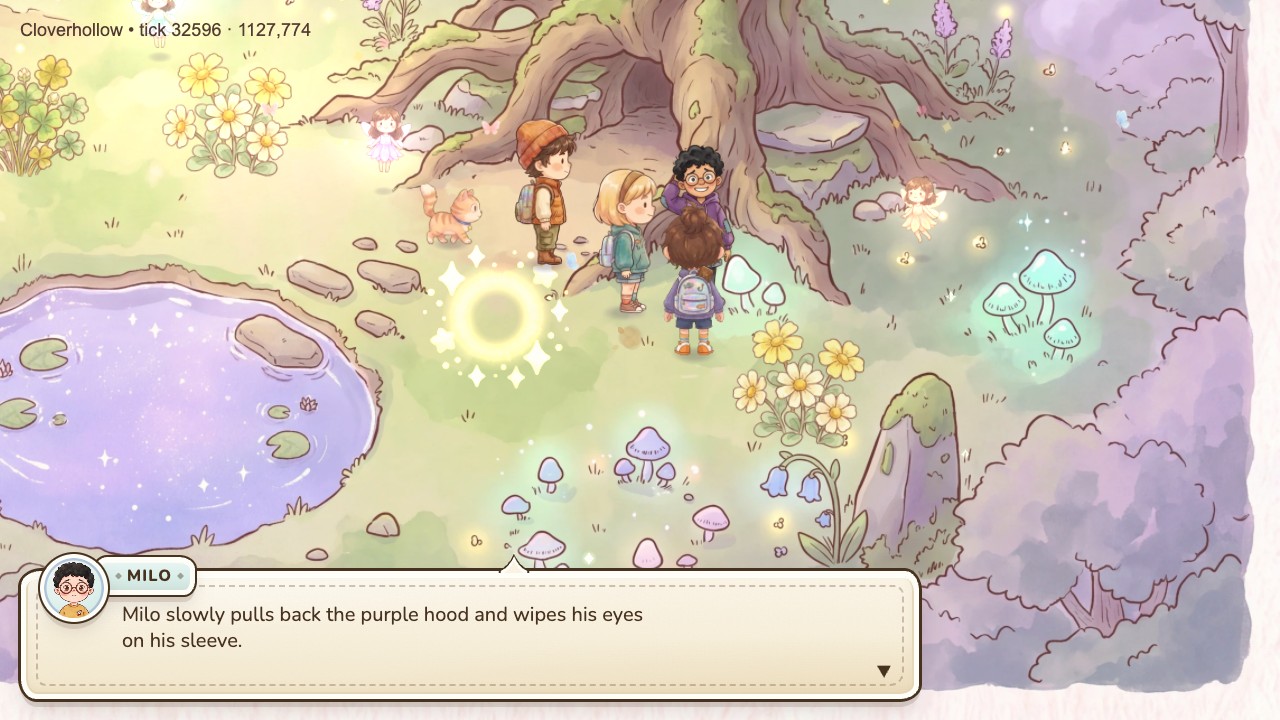 Cloverhollow • tick 32596 · 1127,774
MILO
Milo slowly pulls back the purple hood and wipes his eyes
on his sleeve.